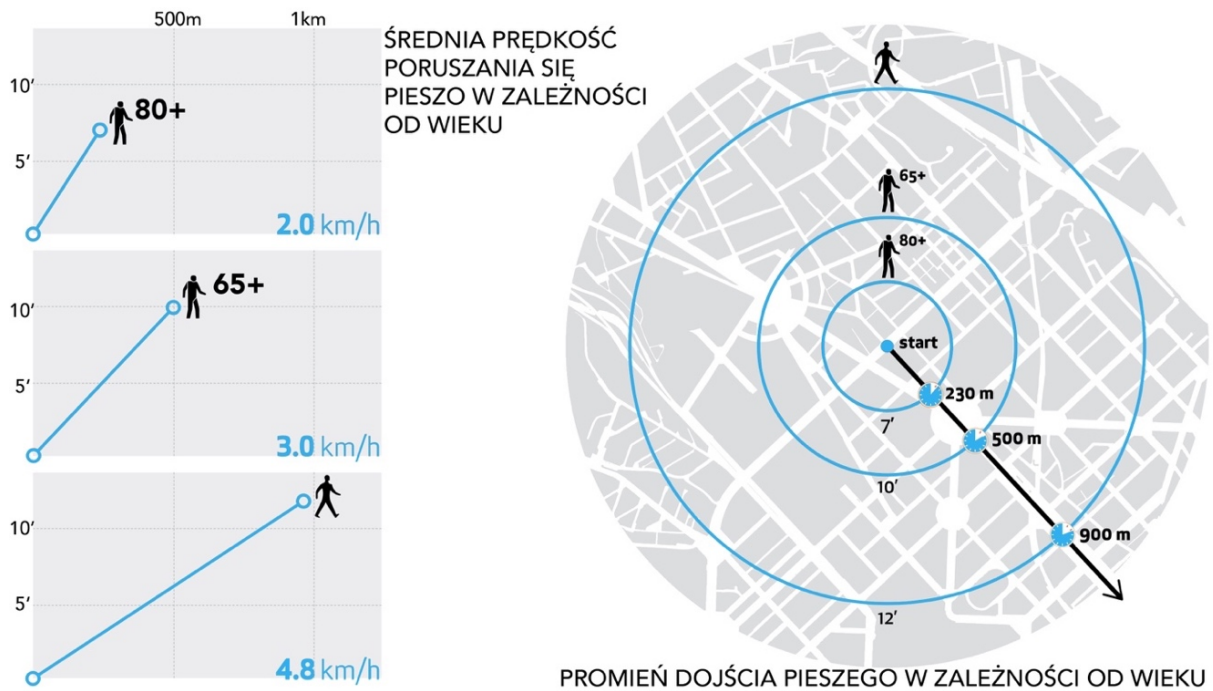 500m 1km
ŚREDNIA PRĘDKOŚĆ
PORUSZANIA SIĘ
PIESZO W ZALEŻNOŚCI
OD WIEKU
10'
80+
5'
2.0 km/h
65+
10'
5'
3.0 km/h
10'
5'
4.8 km/h
65+
80+
start
230 m
7'
500 m
10'
900 m
12'
PROMIEŃ DOJŚCIA PIESZEGO W ZALEŻNOŚCI OD WIEKU